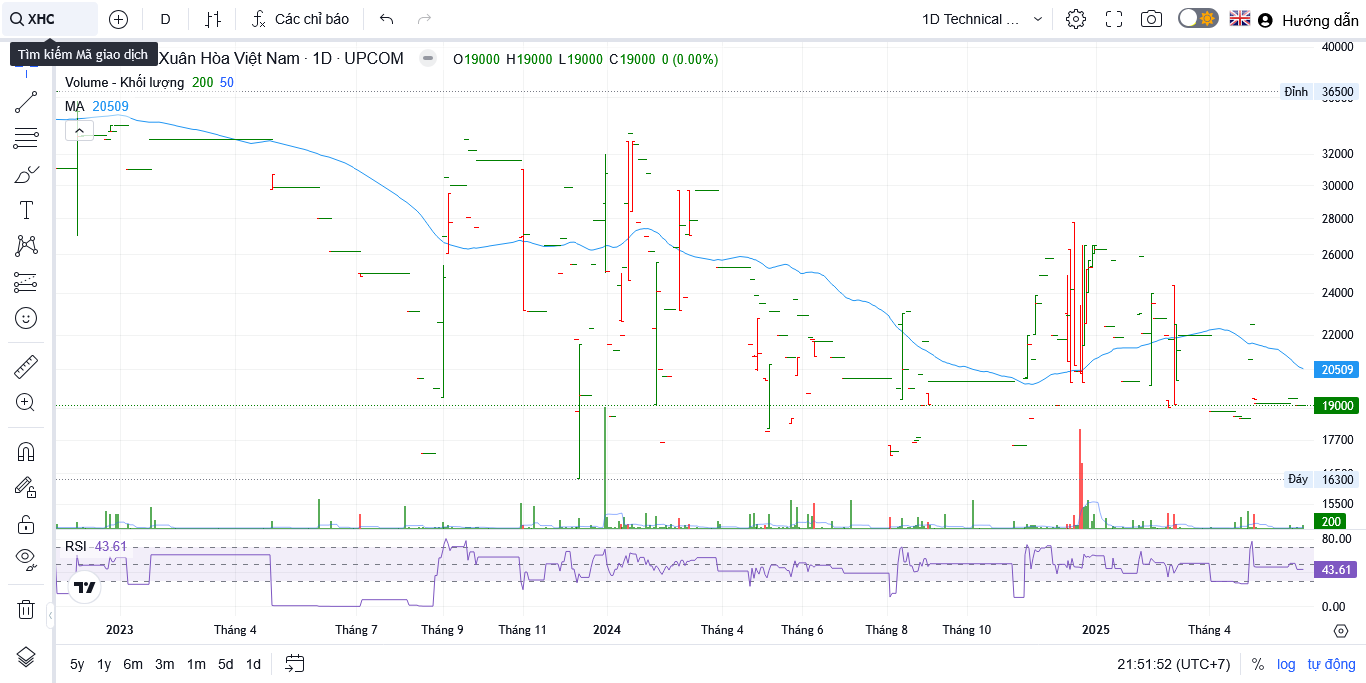 XHC
D
Các chỉ báo
1D Technical ...
Hướng dẫn
Tìm kiếm Mã giao dịch
Xuân Hòa Việt Nam · 1D · UPCOM
O19000 H19000 L19000 C19000 0 (0.00%)
Volume - Khối lượng 200 50
MA 20509
40000
Đỉnh 36500
32000
30000
28000
26000
24000
22000
20509
19000
17700
Đáy 16300
15500
200
RSI 43.61
80.00
43.61
0.00
2023 Tháng 4 Tháng 7 Tháng 9 Tháng 11 2024 Tháng 4 Tháng 6 Tháng 8 Tháng 10 2025 Tháng 4
5y 1y 6m 3m 1m 5d 1d
21:51:52 (UTC+7) % log tự động